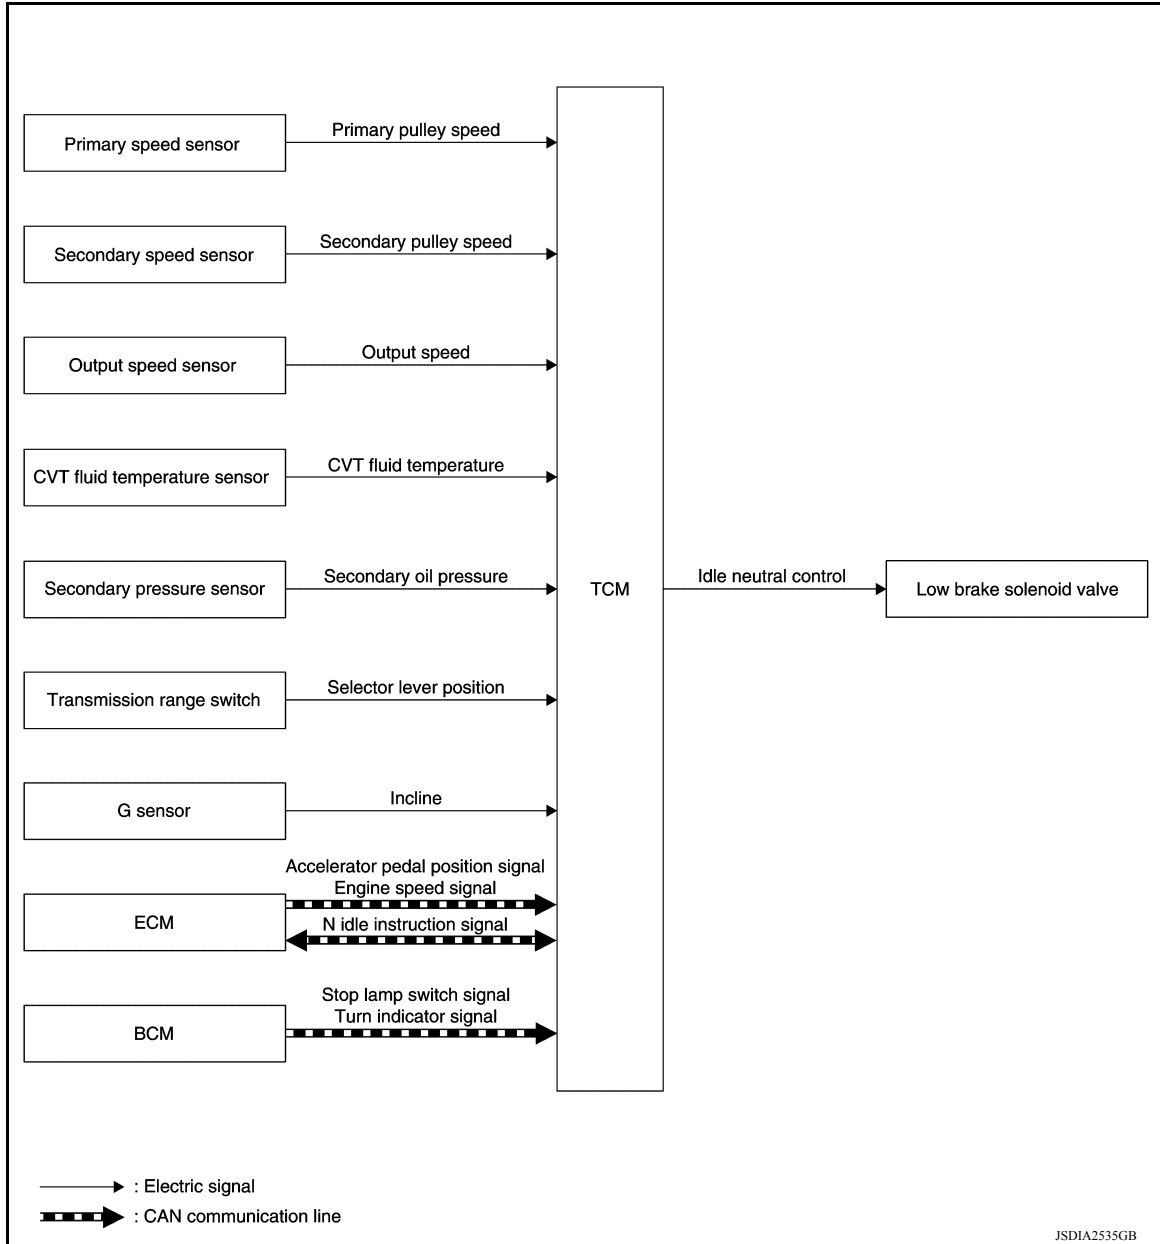 Primary speed sensor
Primary pulley speed
Secondary speed sensor
Secondary pulley speed
Output speed sensor
Output speed
CVT fluid temperature sensor
CVT fluid temperature
Secondary pressure sensor
Secondary oil pressure
TCM
Idle neutral control
Low brake solenoid valve
Transmission range switch
Selector lever position
G sensor
Incline
ECM
Accelerator pedal position signal
Engine speed signal
N idle instruction signal
BCM
Stop lamp switch signal
Turn indicator signal
: Electric signal
: CAN communication line
JSDIA2535GB